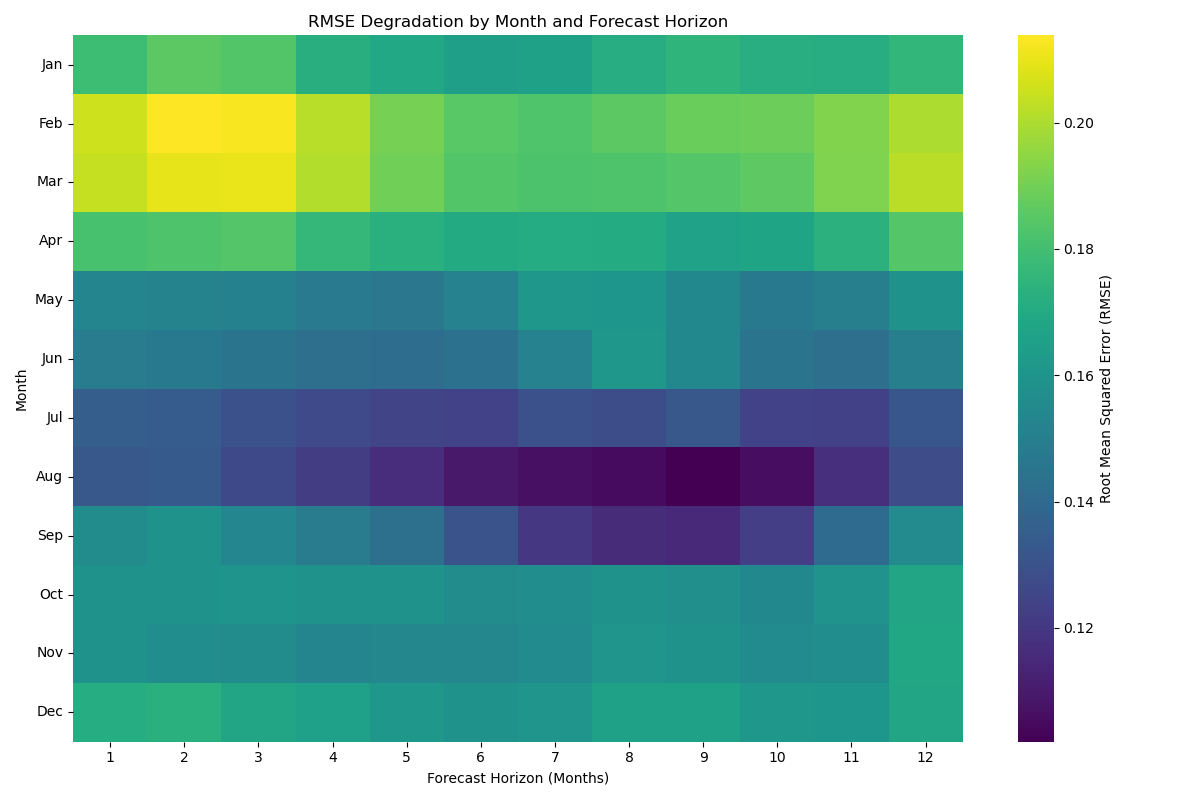 RMSE Degradation by Month and Forecast Horizon
Jan
Feb
Mar
Apr
May
Jun
Jul
Aug
Sep
Oct
Nov
Dec
Month
1 2 3 4 5 6 7 8 9 10 11 12
Forecast Horizon (Months)
0.20
0.18
0.16
0.14
0.12
Root Mean Squared Error (RMSE)